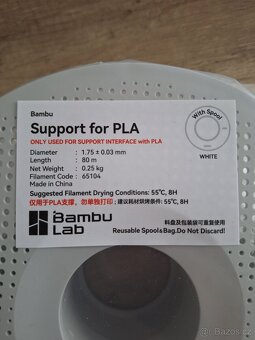 Bambu
Support for PLA
ONLY USED FOR SUPPORT INTERFACE with PLA
Diameter : 1.75 ± 0.03 mm
Length : 80 m
Net Weight : 0.25 kg
Filament Code : 65104
Made in China
Suggested Filament Drying Conditions: 55℃, 8H
仅用于PLA支撑，勿单独打印；建议耗材烘烤条件：55℃, 8H
With Spool
WHITE
Bambu
Lab
料盘及包装袋可重复使用
Reusable Spool&Bag.Do Not Discard!
bazos.cz